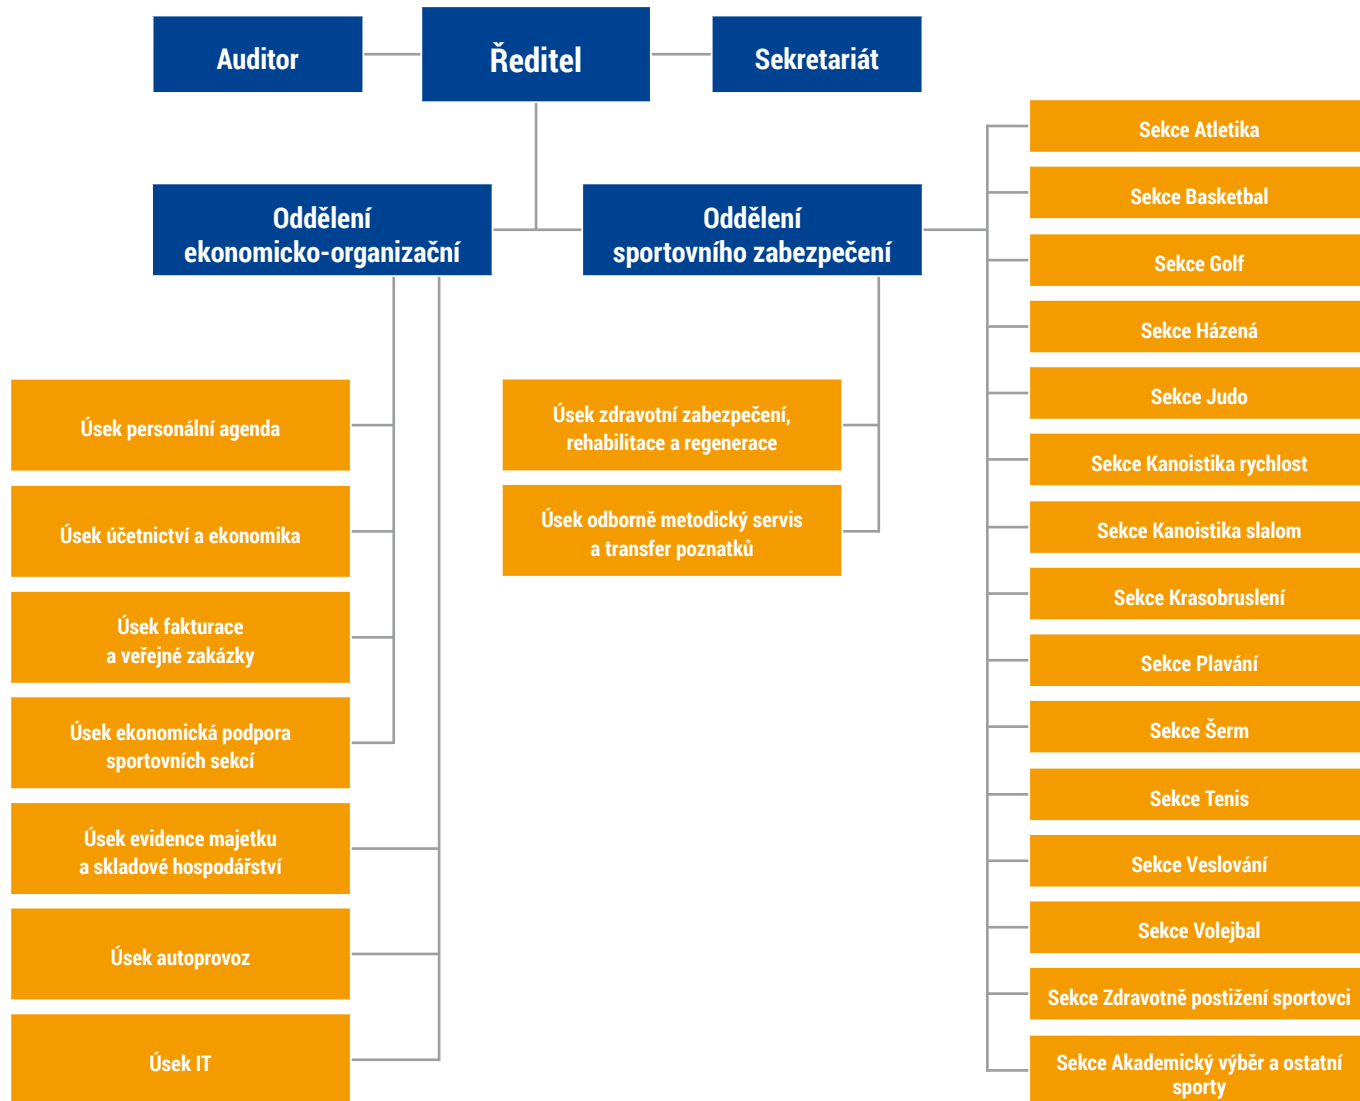 Auditor
Ředitel
Sekretariát
Oddělení
ekonomicko-organizační
Oddělení
sportovního zabezpečení
Úsek personální agenda
Úsek účetnictví a ekonomika
Úsek fakturace
a veřejné zakázky
Úsek ekonomická podpora
sportovních sekcí
Úsek evidence majetku
a skladové hospodářství
Úsek autoprovoz
Úsek IT
Úsek zdravotní zabezpečení,
rehabilitace a regenerace
Úsek odborně metodický servis
a transfer poznatků
Sekce Atletika
Sekce Basketbal
Sekce Golf
Sekce Házená
Sekce Judo
Sekce Kanoistika rychlost
Sekce Kanoistika slalom
Sekce Krasobruslení
Sekce Plavání
Sekce Šerm
Sekce Tenis
Sekce Veslování
Sekce Volejbal
Sekce Zdravotně postižení sportovci
Sekce Akademický výběr a ostatní
sporty